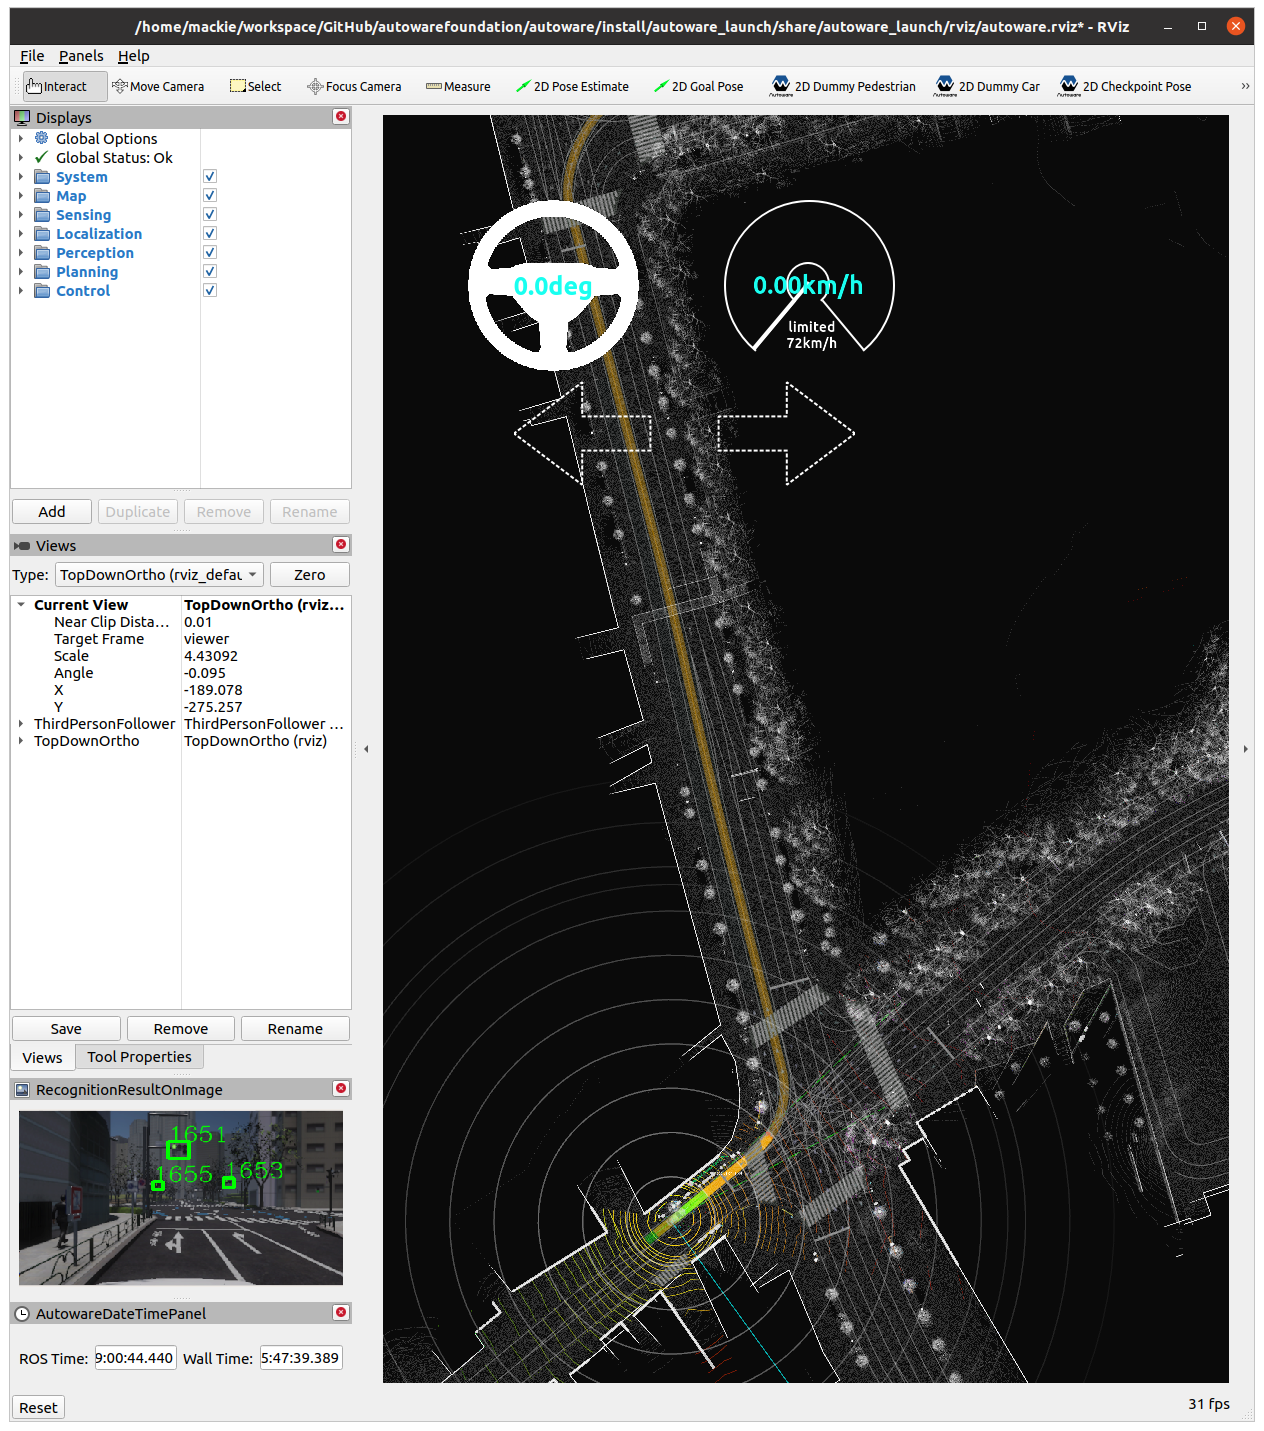 /home/mackie/workspace/GitHub/autowarefoundation/autoware/install/autoware_launch/share/autoware_launch/rviz/autoware.rviz* - RViz
File Panels Help
Interact Move Camera Select Focus Camera Measure 2D Pose Estimate 2D Goal Pose 2D Dummy Pedestrian 2D Dummy Car 2D Checkpoint Pose »
Autoware Autoware Autoware
Displays
Global Options
Global Status: Ok
System
Map
Sensing
Localization
Perception
Planning
Control
Add Duplicate Remove Rename
Views
Type: TopDownOrtho (rviz_defau Zero
Current View TopDownOrtho (rviz...
Near Clip Dista... 0.01
Target Frame viewer
Scale 4.43092
Angle -0.095
X -189.078
Y -275.257
ThirdPersonFollower ThirdPersonFollower ...
TopDownOrtho TopDownOrtho (rviz)
Save Remove Rename
Views Tool Properties
RecognitionResultOnImage
1651
1655 1653
AutowareDateTimePanel
ROS Time: 9:00:44.440 Wall Time: 5:47:39.389
Reset
0.0deg
0.00km/h
limited
72km/h
31 fps